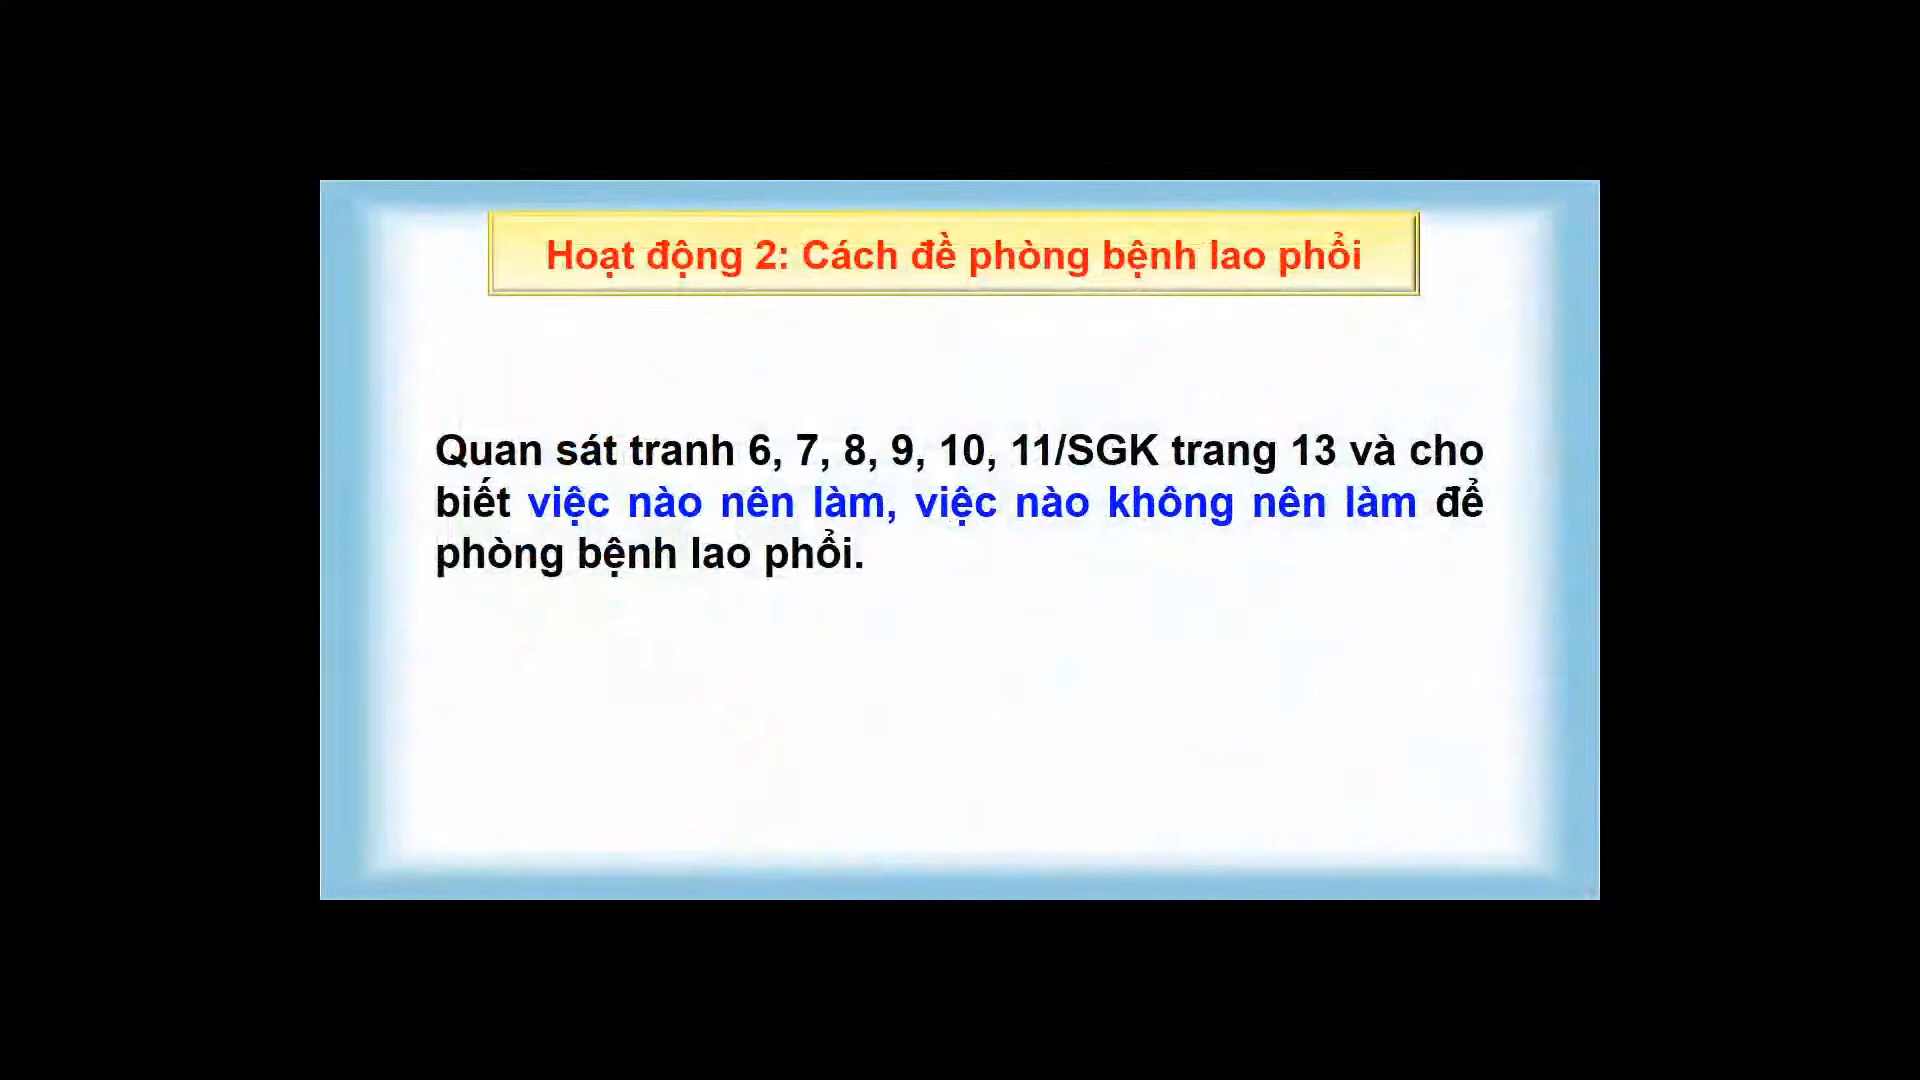 Hoạt động 2: Cách đề phòng bệnh lao phổi
Quan sát tranh 6, 7, 8, 9, 10, 11/SGK trang 13 và cho
biết việc nào nên làm, việc nào không nên làm để
phòng bệnh lao phổi.